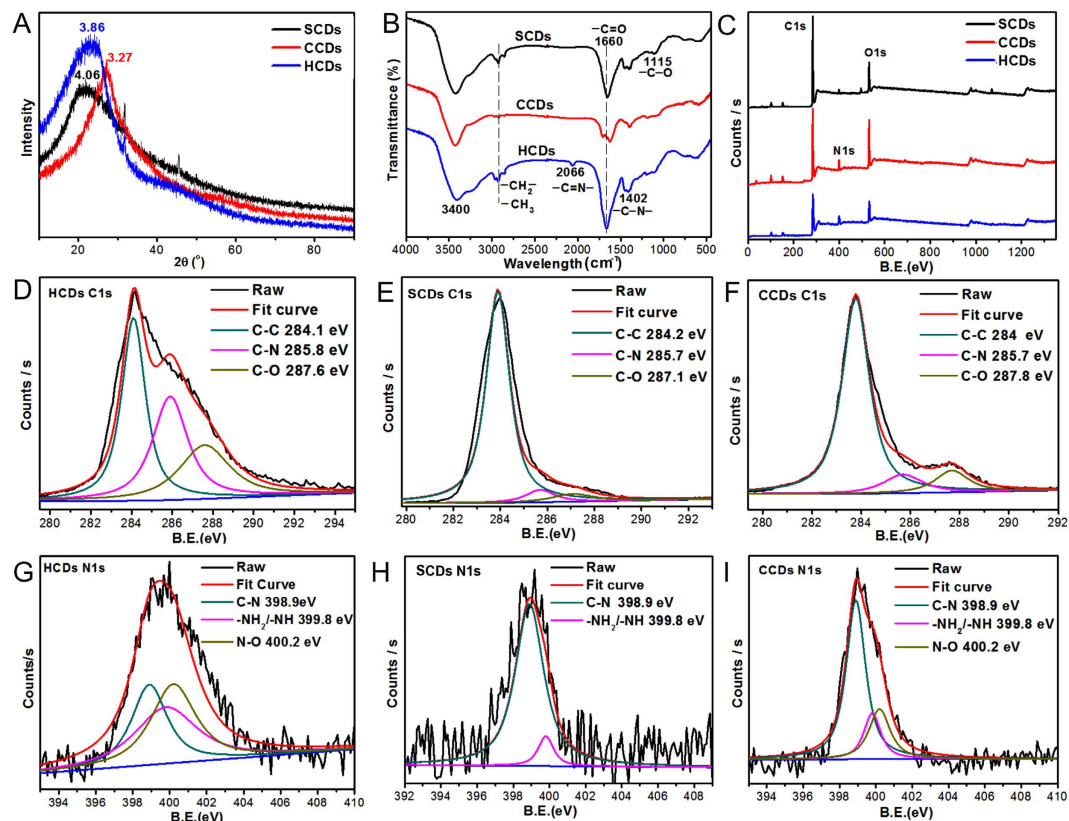 A
3.86
3.27
4.06
SCDs
CCDs
HCDs
Intensity
20 40 60 80
2θ (°)
B
SCDs
CCDs
HCDs
−C=O
1660
1115
−C−O
−CH2−
−CH3
2066
−C=N−
1402
−C−N−
3400
Transmittance (% )
4000 3500 3000 2500 2000 1500 1000 500
Wavelength (cm−1)
C
C1s
O1s
N1s
SCDs
CCDs
HCDs
Counts / s
0 200 400 600 800 1000 1200
B.E.(eV)
D
HCDs C1s
Raw
Fit curve
C-C 284.1 eV
C-N 285.8 eV
C-O 287.6 eV
Counts / s
280 282 284 286 288 290 292 294
B.E.(eV)
E
SCDs C1s
Raw
Fit curve
C-C 284.2 eV
C-N 285.7 eV
C-O 287.1 eV
Counts / s
280 282 284 286 288 290 292
B.E.(eV)
F
CCDs C1s
Raw
Fit curve
C-C 284 eV
C-N 285.7 eV
C-O 287.8 eV
Counts / s
280 282 284 286 288 290 292
B.E.(eV)
G
HCDs N1s
Raw
Fit Curve
C-N 398.9eV
-NH2/-NH 399.8 eV
N-O 400.2 eV
Counts/s
394 396 398 400 402 404 406 408 410
B.E.(eV)
H
SCDs N1s
Raw
Fit curve
C-N 398.9 eV
-NH2/-NH 399.8 eV
Counts / s
392 394 396 398 400 402 404 406 408
B.E.(eV)
I
CCDs N1s
Raw
Fit curve
C-N 398.9 eV
-NH2/-NH 399.8 eV
N-O 400.2 eV
Counts / s
394 396 398 400 402 404 406 408 410
B.E.(eV)